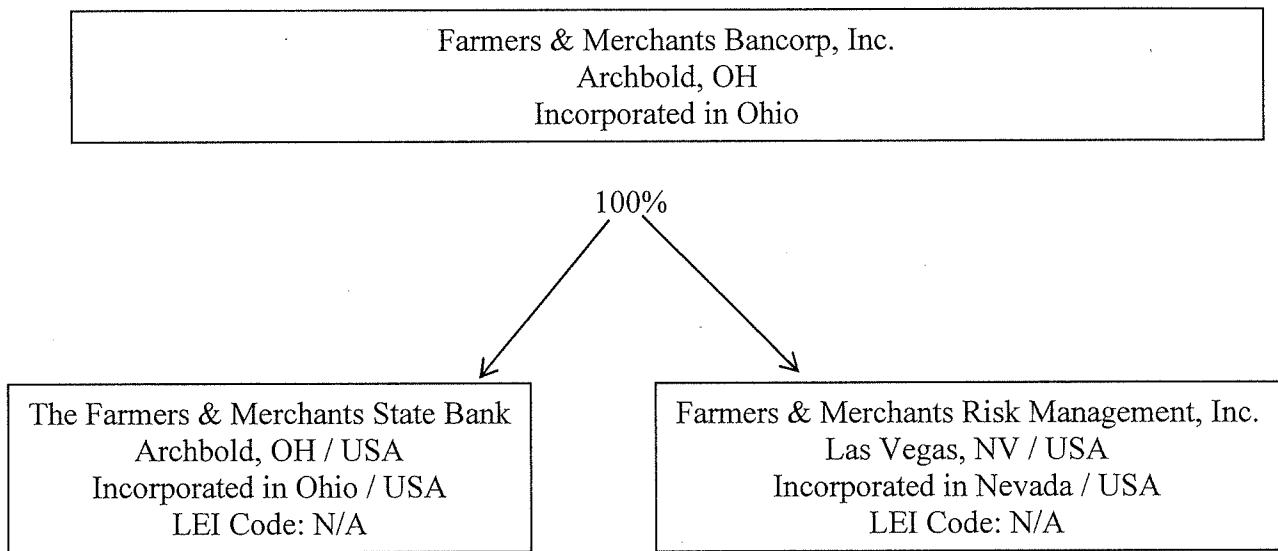 Farmers & Merchants Bancorp, Inc.
Archbold, OH
Incorporated in Ohio
100%
The Farmers & Merchants State Bank
Archbold, OH / USA
Incorporated in Ohio / USA
LEI Code: N/A
Farmers & Merchants Risk Management, Inc.
Las Vegas, NV / USA
Incorporated in Nevada / USA
LEI Code: N/A